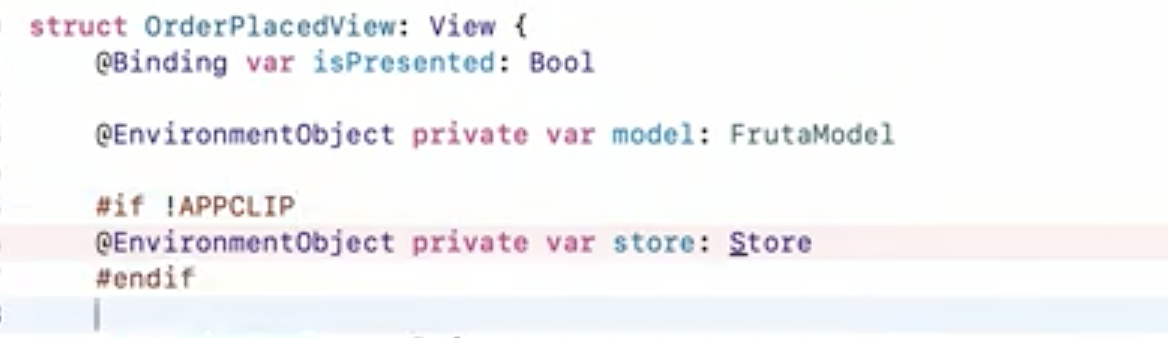 struct OrderPlacedView: View {
@Binding var isPresented: Bool
@EnvironmentObject private var model: FrutaModel
#if !APPCLIP
@EnvironmentObject private var store: Store
#endif